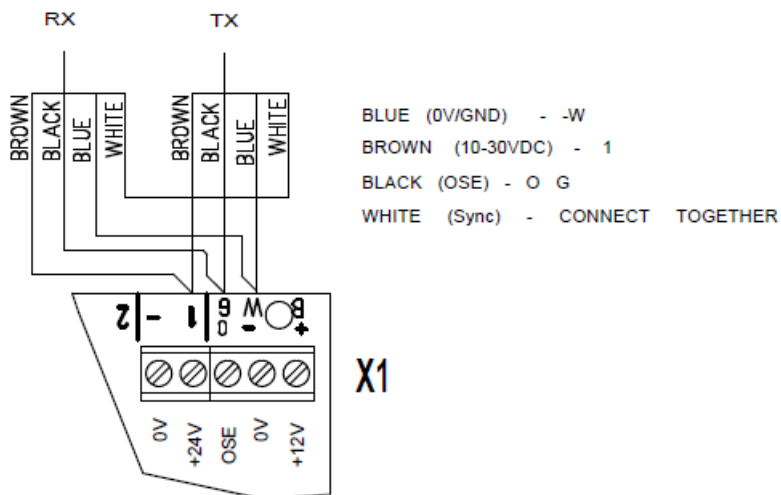 RX TX
BROWN BLACK BLUE WHITE BROWN BLACK BLUE WHITE
BLUE (0V/GND) - -W
BROWN (10-30VDC) - 1
BLACK (OSE) - O G
WHITE (Sync) - CONNECT TOGETHER
2 - 1 G W B
O - +
X1
0V +24V OSE 0V +12V